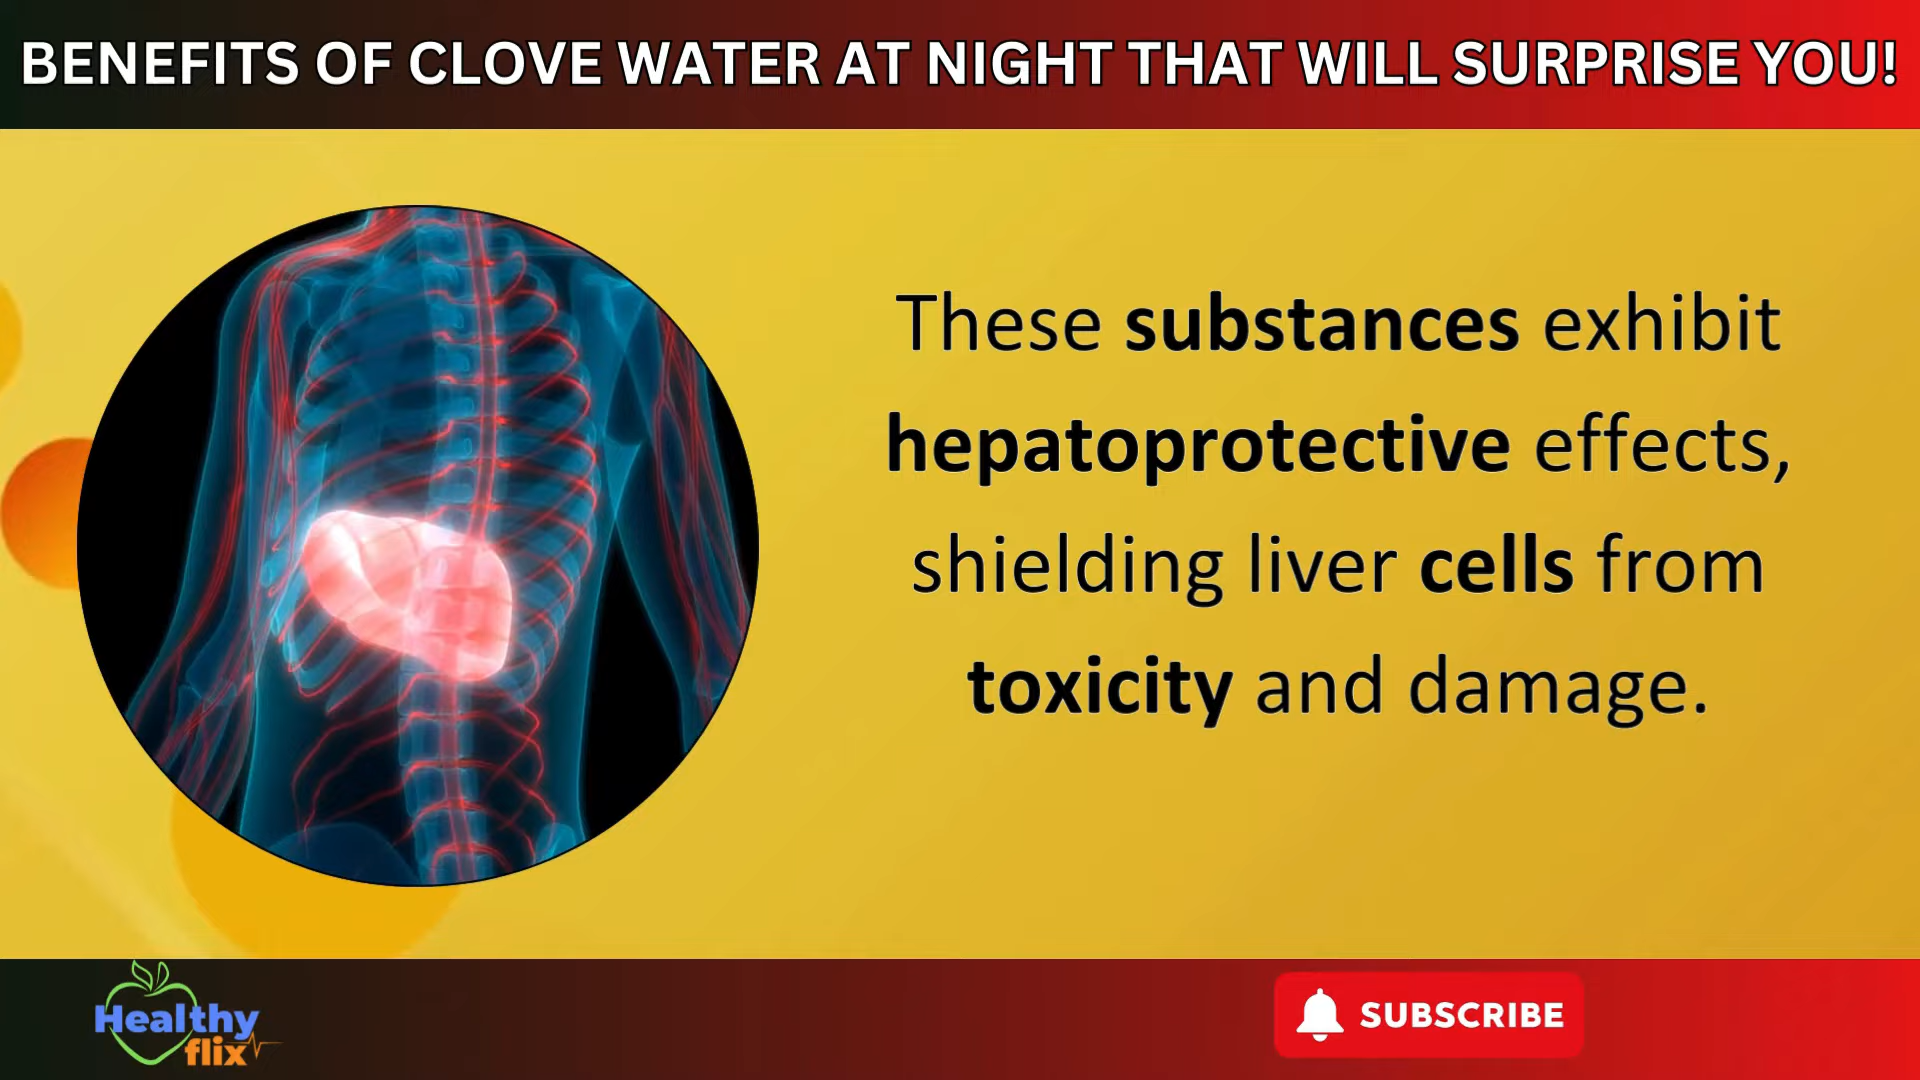 BENEFITS OF CLOVE WATER AT NIGHT THAT WILL SURPRISE YOU!
These substances exhibit
hepatoprotective effects,
shielding liver cells from
toxicity and damage.
Healthy
flix
SUBSCRIBE